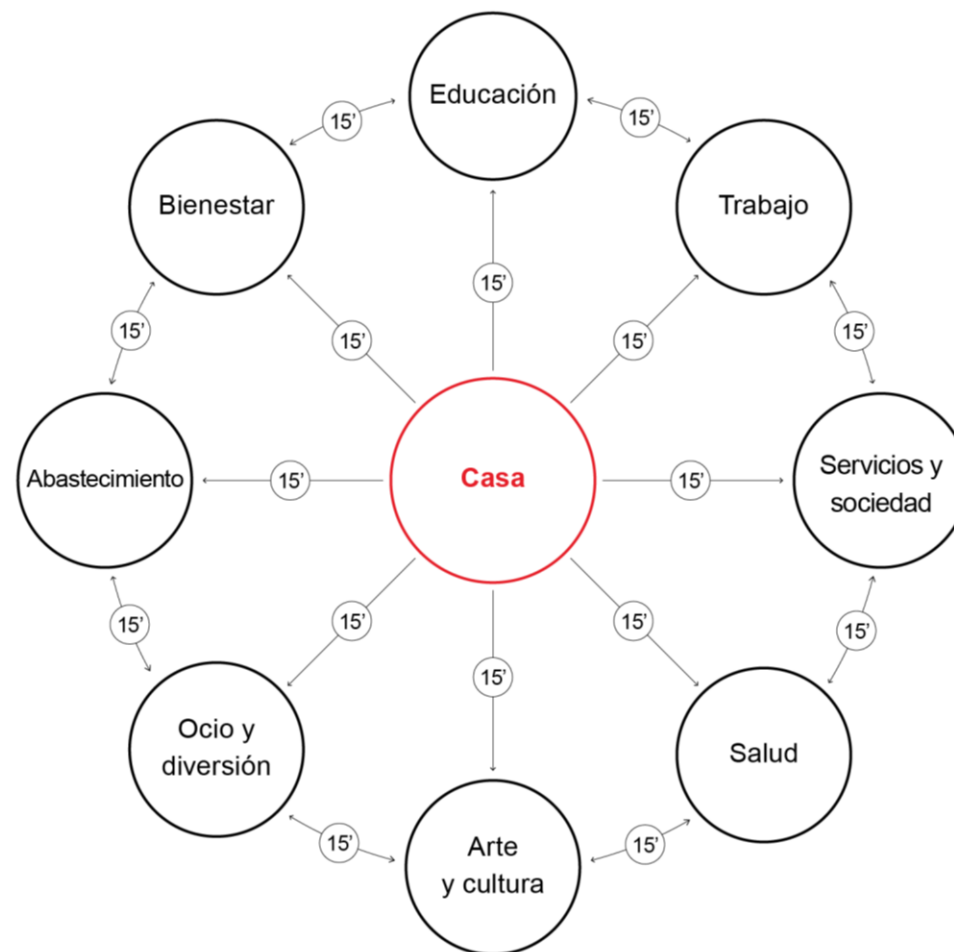 Educación
15’
15’
Bienestar
Trabajo
15’
15’
15’
15’
15’
Abastecimiento
15’
Casa
15’
Servicios y
sociedad
15’
15’
15’
15’
15’
Ocio y
diversión
Salud
15’
15’
Arte
y cultura